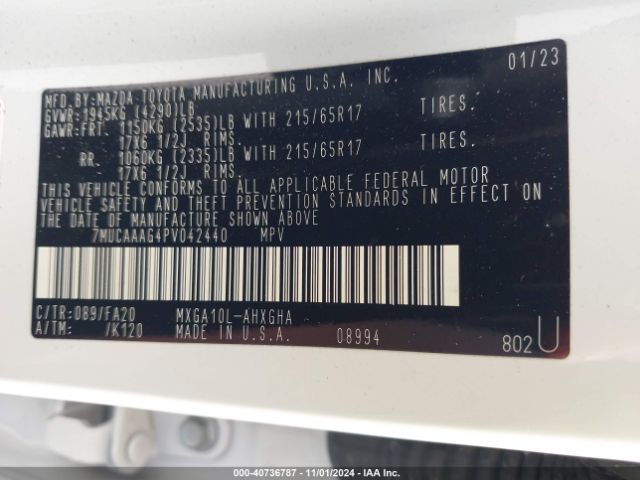 MFD.BY:MAZDA TOYOTA MANUFACTURING U.S.A. INC. 01/23
GVWR:1945KG (4290)LB
GAWR:FRT. 1150KG (2535)LB WITH 215/65R17 TIRES.
17X6 1/2J RIMS.
RR. 1060KG (2335)LB WITH 215/65R17 TIRES.
17X6 1/2J RIMS.
THIS VEHICLE CONFORMS TO ALL APPLICABLE FEDERAL MOTOR
VEHICLE SAFETY AND THEFT PREVENTION STANDARDS IN EFFECT ON
THE DATE OF MANUFACTURE SHOWN ABOVE
7MUCAAAG4PV042440 MPV
C/TR:089/FA20 MXGA10L-AHXGHA
A/TM: /K120 MADE IN U.S.A. 08994 802U
000-40736787 - 11/01/2024 - IAA Inc.